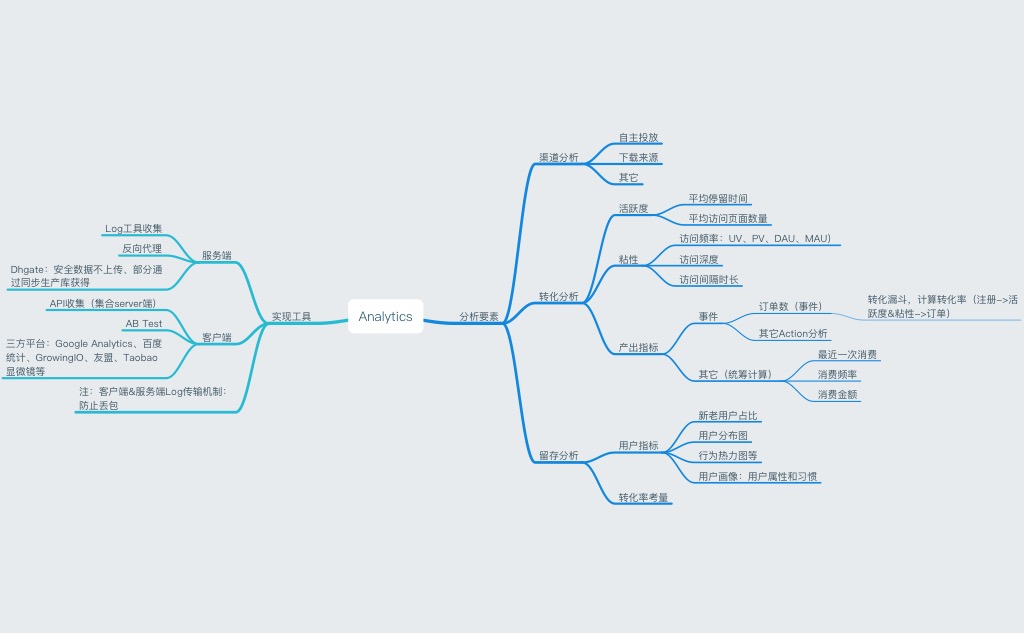 Analytics
实现工具
服务端
Log工具收集
反向代理
Dhgate：安全数据不上传、部分通
过同步生产库获得
客户端
API收集（集合server端）
AB Test
三方平台：Google Analytics、百度
统计、GrowingIO、友盟、Taobao
显微镜等
注：客户端&服务端Log传输机制：
防止丢包
分析要素
渠道分析
自主投放
下载来源
其它
转化分析
活跃度
平均停留时间
平均访问页面数量
粘性
访问频率：UV、PV、DAU、MAU）
访问深度
访问间隔时长
产出指标
事件
订单数（事件）
转化漏斗，计算转化率（注册–>活
跃度&粘性–>订单）
其它Action分析
其它（统筹计算）
最近一次消费
消费频率
消费金额
留存分析
用户指标
新老用户占比
用户分布图
行为热力图等
用户画像：用户属性和习惯
转化率考量